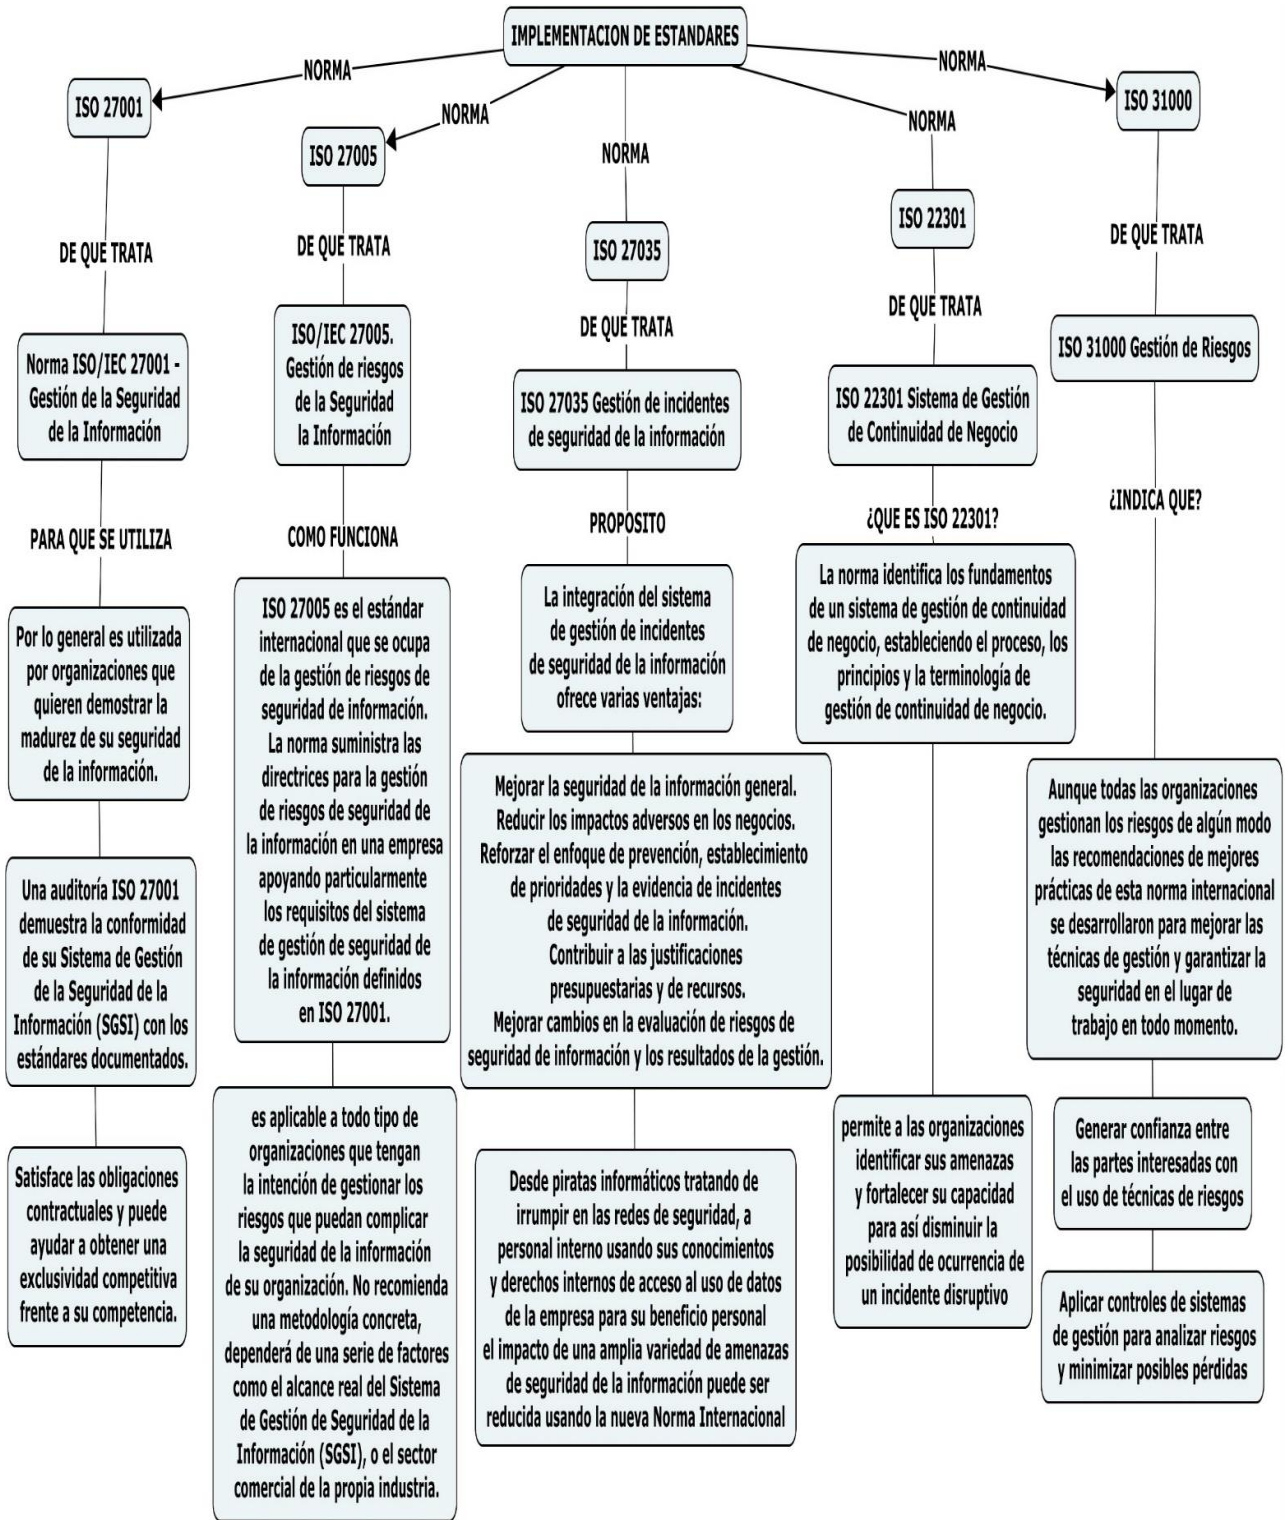 IMPLEMENTACION DE ESTANDARES
NORMA
ISO 27001
DE QUE TRATA
Norma ISO/IEC 27001 -
Gestión de la Seguridad
de la Información
PARA QUE SE UTILIZA
Por lo general es utilizada
por organizaciones que
quieren demostrar la
madurez de su seguridad
de la información.
Una auditoría ISO 27001
demuestra la conformidad
de su Sistema de Gestión
de la Seguridad de la
Información (SGSI) con los
estándares documentados.
Satisface las obligaciones
contractuales y puede
ayudar a obtener una
exclusividad competitiva
frente a su competencia.
NORMA
ISO 27005
DE QUE TRATA
ISO/IEC 27005.
Gestión de riesgos
de la Seguridad
la Información
COMO FUNCIONA
ISO 27005 es el estándar
internacional que se ocupa
de la gestión de riesgos de
seguridad de información.
La norma suministra las
directrices para la gestión
de riesgos de seguridad de
la información en una empresa
apoyando particularmente
los requisitos del sistema
de gestión de seguridad de
la información definidos
en ISO 27001.
es aplicable a todo tipo de
organizaciones que tengan
la intención de gestionar los
riesgos que puedan complicar
la seguridad de la información
de su organización. No recomienda
una metodología concreta,
dependerá de una serie de factores
como el alcance real del Sistema
de Gestión de Seguridad de la
Información (SGSI), o el sector
comercial de la propia industria.
NORMA
ISO 27035
DE QUE TRATA
ISO 27035 Gestión de incidentes
de seguridad de la información
PROPOSITO
La integración del sistema
de gestión de incidentes
de seguridad de la información
ofrece varias ventajas:
Mejorar la seguridad de la información general.
Reducir los impactos adversos en los negocios.
Reforzar el enfoque de prevención, establecimiento
de prioridades y la evidencia de incidentes
de seguridad de la información.
Contribuir a las justificaciones
presupuestarias y de recursos.
Mejorar cambios en la evaluación de riesgos de
seguridad de información y los resultados de la gestión.
Desde piratas informáticos tratando de
irrumpir en las redes de seguridad, a
personal interno usando sus conocimientos
y derechos internos de acceso al uso de datos
de la empresa para su beneficio personal
el impacto de una amplia variedad de amenazas
de seguridad de la información puede ser
reducida usando la nueva Norma Internacional
NORMA
ISO 22301
DE QUE TRATA
ISO 22301 Sistema de Gestión
de Continuidad de Negocio
¿QUE ES ISO 22301?
La norma identifica los fundamentos
de un sistema de gestión de continuidad
de negocio, estableciendo el proceso, los
principios y la terminología de
gestión de continuidad de negocio.
permite a las organizaciones
identificar sus amenazas
y fortalecer su capacidad
para así disminuir la
posibilidad de ocurrencia de
un incidente disruptivo
NORMA
ISO 31000
DE QUE TRATA
ISO 31000 Gestión de Riesgos
¿INDICA QUE?
Aunque todas las organizaciones
gestionan los riesgos de algún modo
las recomendaciones de mejores
prácticas de esta norma internacional
se desarrollaron para mejorar las
técnicas de gestión y garantizar la
seguridad en el lugar de
trabajo en todo momento.
Generar confianza entre
las partes interesadas con
el uso de técnicas de riesgos
Aplicar controles de sistemas
de gestión para analizar riesgos
y minimizar posibles pérdidas